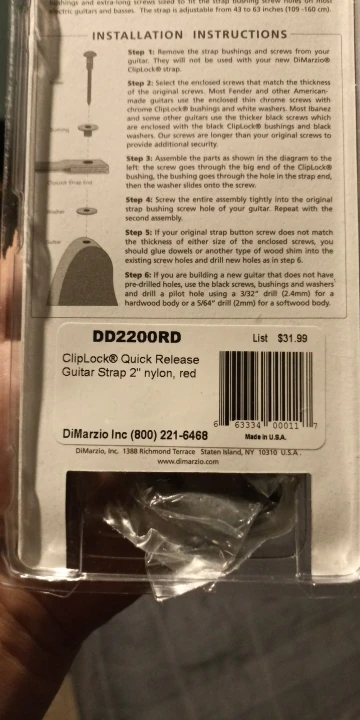 bushings and extra-long screws sized to fit the strap bushing screw holes on most
electric guitars and basses. The strap is adjustable from 43 to 63 inches (109 -160 cm).
INSTALLATION INSTRUCTIONS
Step 1: Remove the strap bushings and screws from your
guitar. They will not be used with your new DiMarzio®
ClipLock® strap.
Step 2: Select the enclosed screws that match the thickness
of the original screws. Most Fender and other American-
made guitars use the enclosed thin chrome screws with
chrome ClipLock® bushings and white washers. Most Ibanez
and some other guitars use the thicker black screws which
are enclosed with the black ClipLock® bushings and black
washers. Our screws are longer than your original screws to
provide additional security.
Step 3: Assemble the parts as shown in the diagram to the
left: the screw goes through the big end of the ClipLock®
bushing, the bushing goes through the hole in the strap end,
then the washer slides onto the screw.
Step 4: Screw the entire assembly tightly into the original
strap bushing screw hole of your guitar. Repeat with the
second assembly.
Step 5: If your original strap button screw does not match
the thickness of either size of the enclosed screws, you
should glue dowels or another type of wood shim into the
existing screw holes and drill new holes as in step 6.
Step 6: If you are building a new guitar that does not have
pre-drilled holes, use the black screws, bushings and washers
and drill a pilot hole using a 3/32" drill (2.4mm) for a
hardwood body or a 5/64" drill (2mm) for a softwood body.
ClipLock Strap End
Washer
Guitar
DD2200RD
List $31.99
ClipLock® Quick Release
Guitar Strap 2" nylon, red
6 63334 00011 7
DiMarzio Inc (800) 221-6468
Made in U.S.A.
DiMarzio, Inc. 1388 Richmond Terrace Staten Island, NY 10310 U.S.A.
www.dimarzio.com